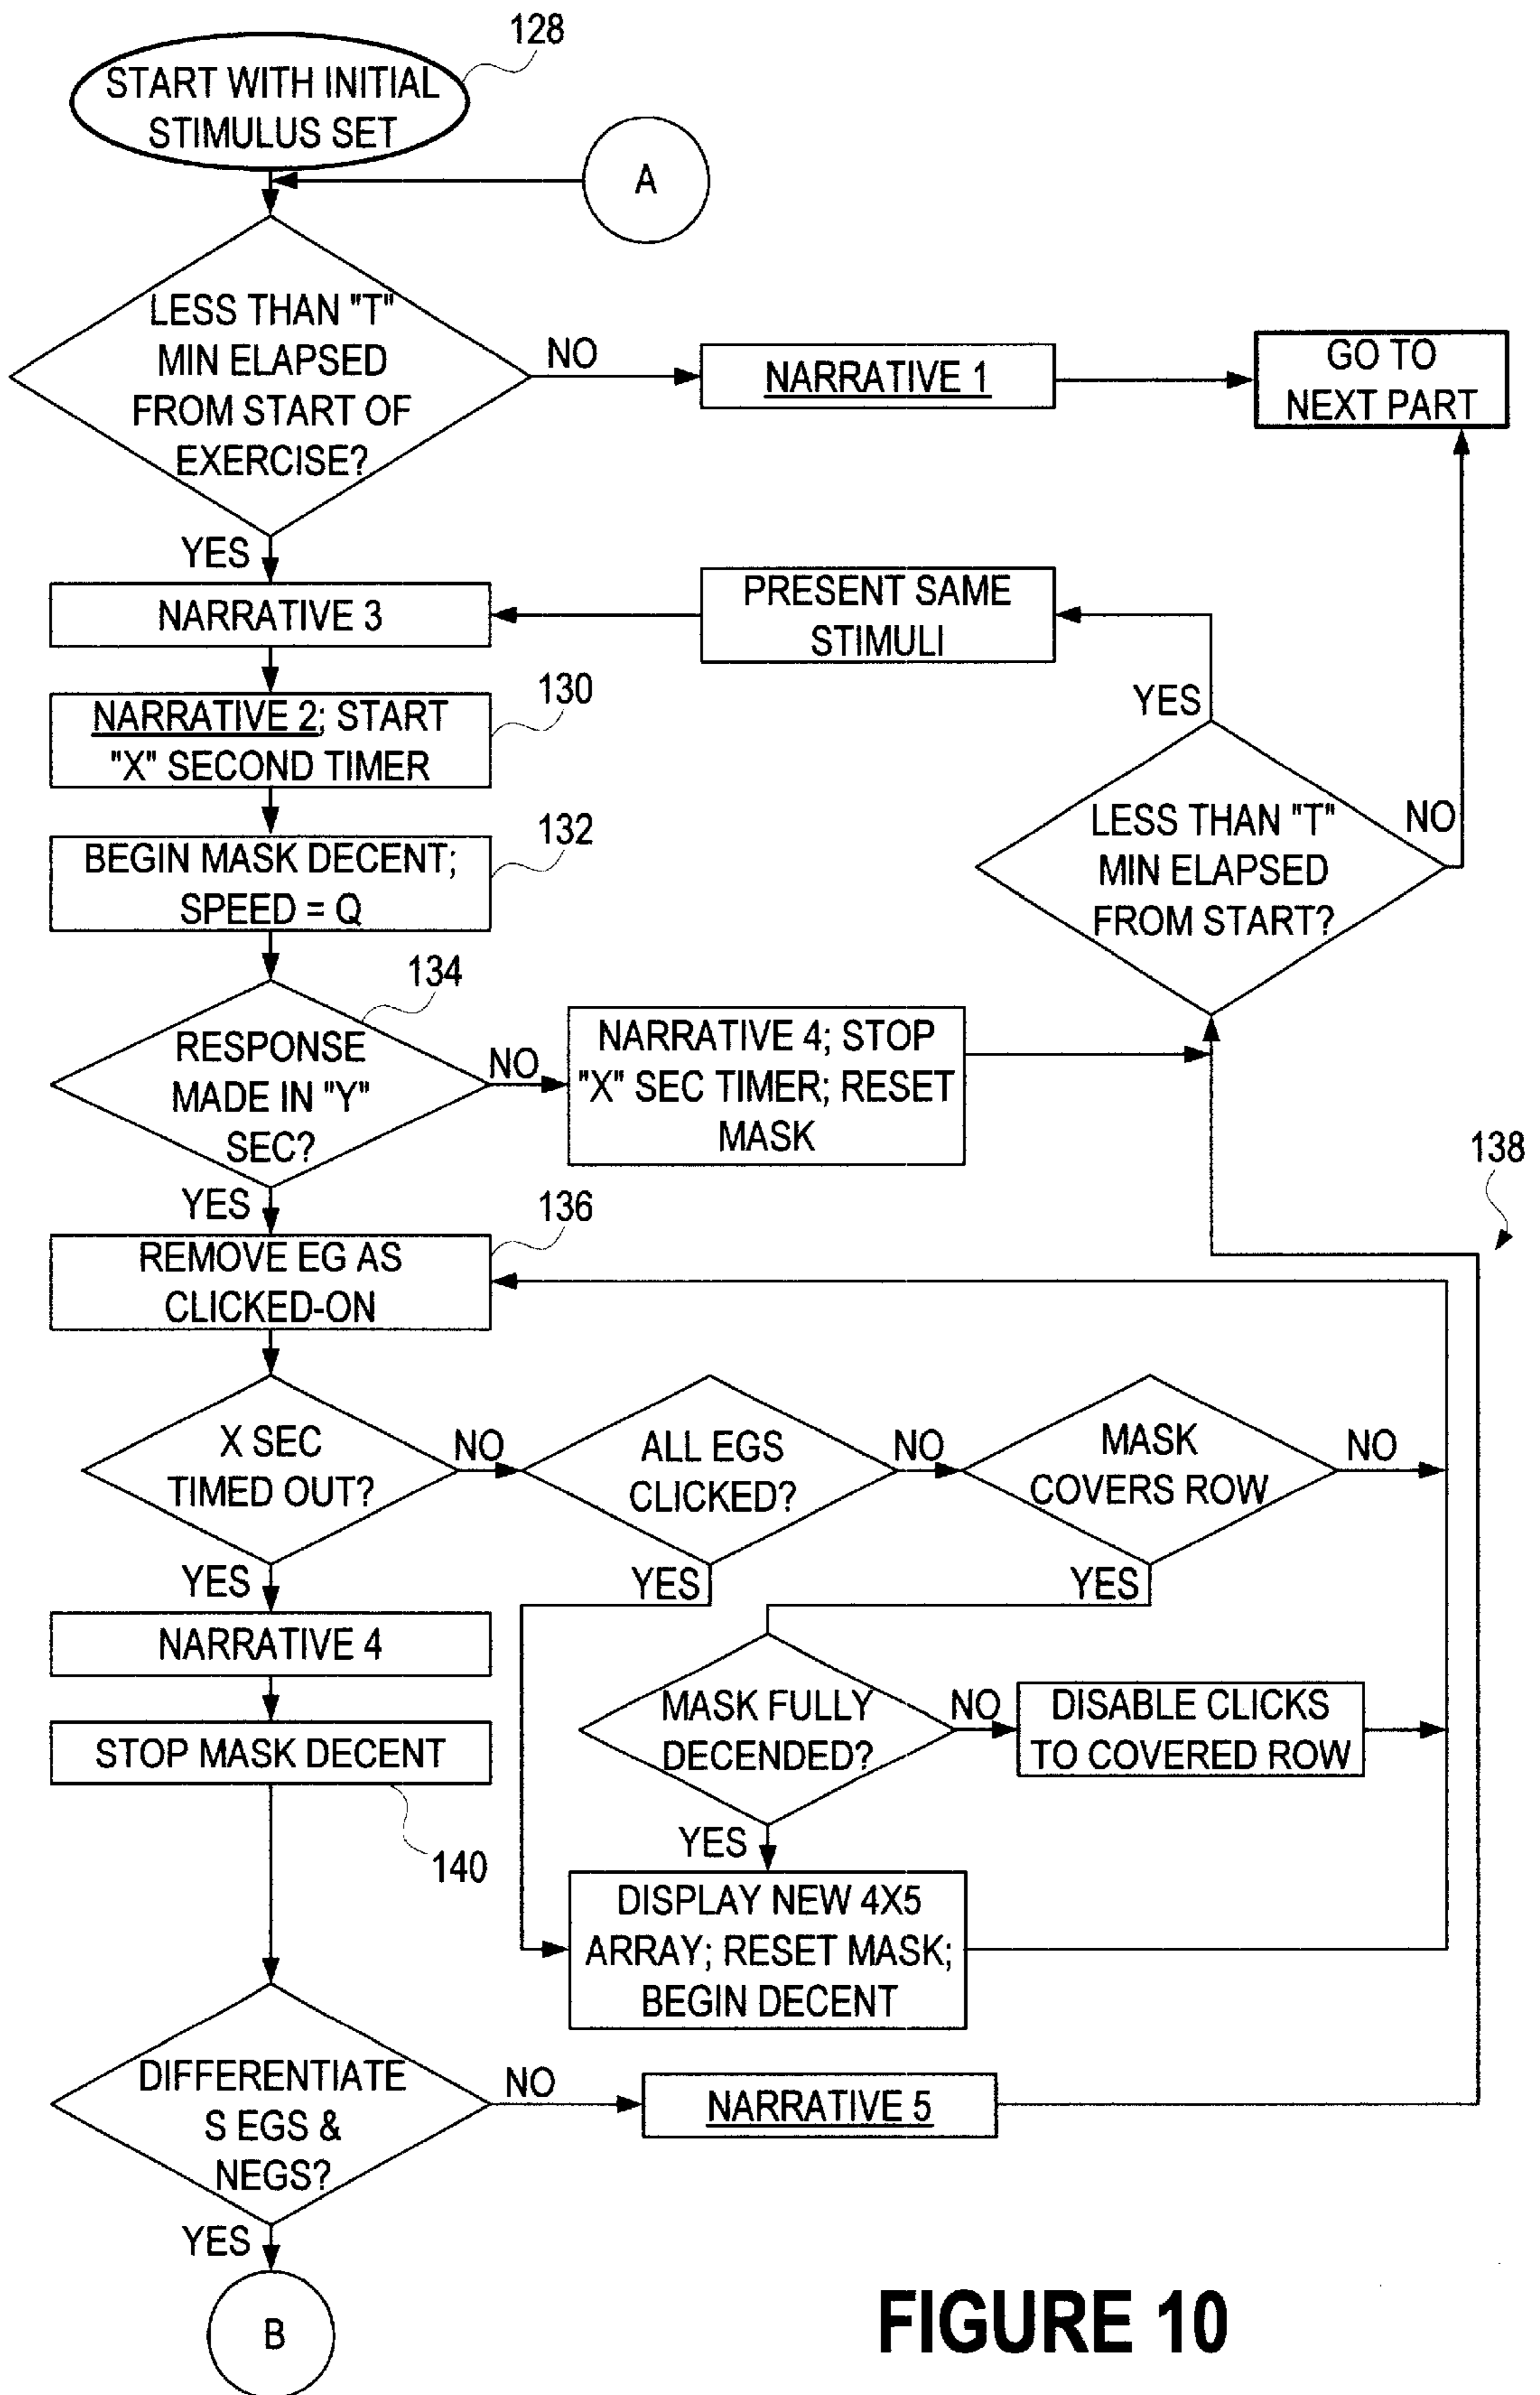 128
START WITH INITIAL
STIMULUS SET
A
LESS THAN "T"
MIN ELAPSED
FROM START OF
EXERCISE?
NO
NARRATIVE 1
GO TO
NEXT PART
YES
NARRATIVE 3
PRESENT SAME
STIMULI
YES
130
NARRATIVE 2; START
"X" SECOND TIMER
132
BEGIN MASK DECENT;
SPEED = Q
LESS THAN "T"
MIN ELAPSED
FROM START?
NO
134
RESPONSE
MADE IN "Y"
SEC?
NO
NARRATIVE 4; STOP
"X" SEC TIMER; RESET
MASK
138
YES
136
REMOVE EG AS
CLICKED-ON
X SEC
TIMED OUT?
NO
ALL EGS
CLICKED?
NO
MASK
COVERS ROW
NO
YES
YES
YES
NARRATIVE 4
MASK FULLY
DECENDED?
NO
DISABLE CLICKS
TO COVERED ROW
STOP MASK DECENT
140
YES
DISPLAY NEW 4X5
ARRAY; RESET MASK;
BEGIN DECENT
DIFFERENTIATE
S EGS &
NEGS?
NO
NARRATIVE 5
YES
B
FIGURE 10